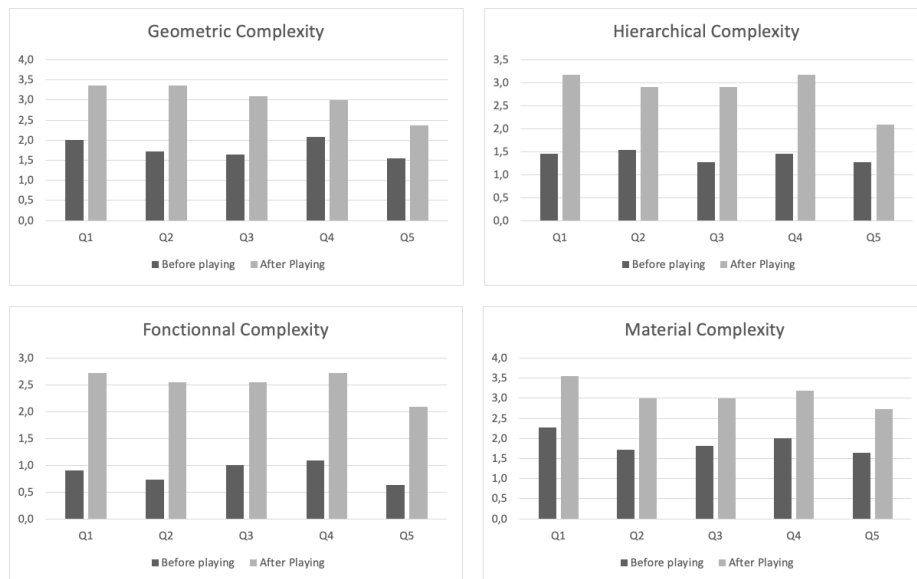 Geometric Complexity
4,0
3,5
3,0
2,5
2,0
1,5
1,0
0,5
0,0
Q1 Q2 Q3 Q4 Q5
Before playing After Playing
Hierarchical Complexity
3,5
3,0
2,5
2,0
1,5
1,0
0,5
0,0
Q1 Q2 Q3 Q4 Q5
Before playing After Playing
Fonctionnal Complexity
3,0
2,5
2,0
1,5
1,0
0,5
0,0
Q1 Q2 Q3 Q4 Q5
Before playing After Playing
Material Complexity
4,0
3,5
3,0
2,5
2,0
1,5
1,0
0,5
0,0
Q1 Q2 Q3 Q4 Q5
Before playing After Playing